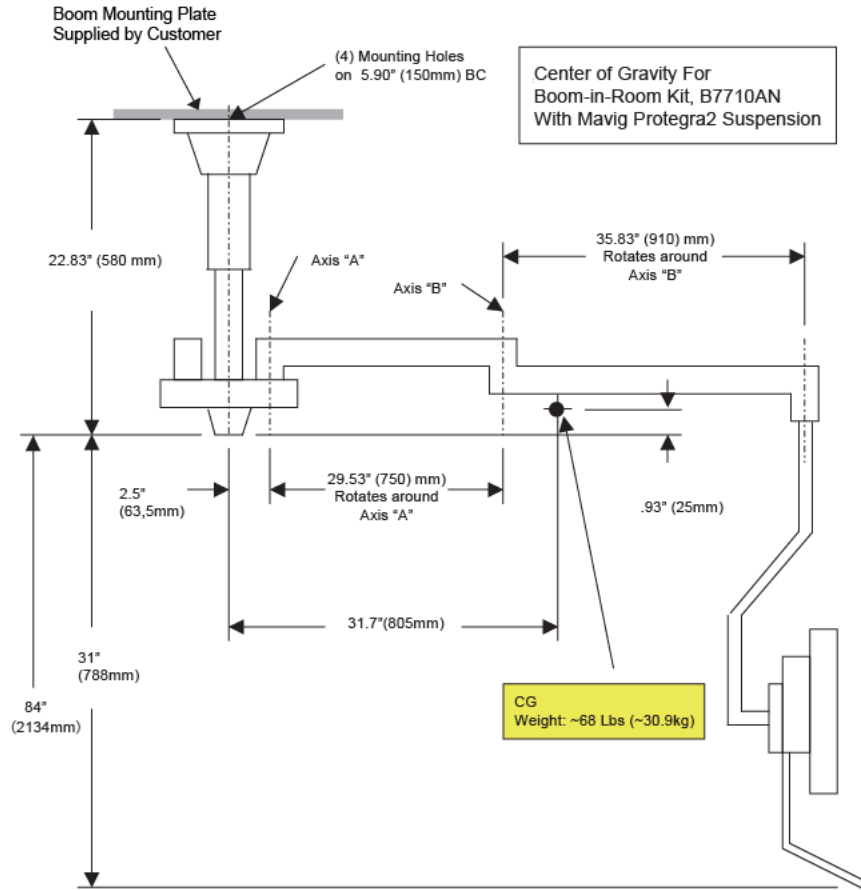 Boom Mounting Plate
Supplied by Customer
(4) Mounting Holes
on 5.90" (150mm) BC
Center of Gravity For
Boom-in-Room Kit, B7710AN
With Mavig Protegra2 Suspension
22.83" (580 mm)
Axis "A"
Axis "B"
35.83" (910) mm)
Rotates around
Axis "B"
2.5"
(63,5mm)
29.53" (750) mm)
Rotates around
Axis "A"
.93" (25mm)
31.7"(805mm)
31"
(788mm)
84"
(2134mm)
CG
Weight: ~68 Lbs (~30.9kg)